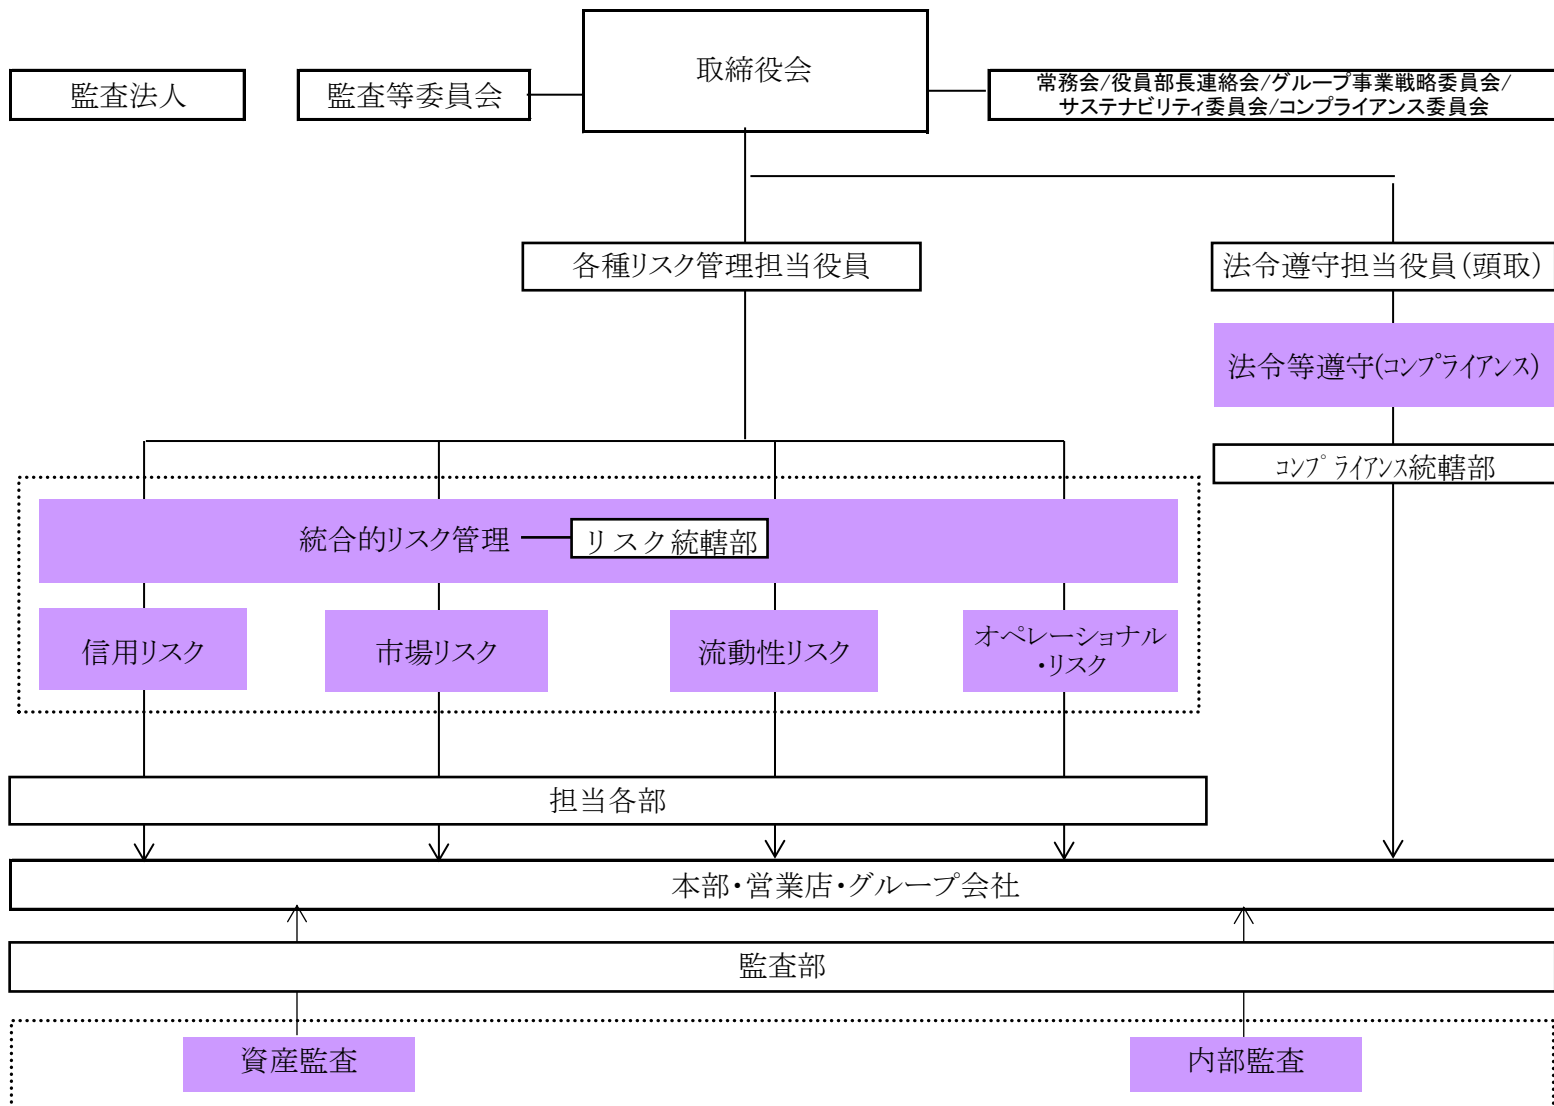 取締役会
監査法人
監査等委員会
常務会/役員部長連絡会/グループ事業戦略委員会/
サステナビリティ委員会/コンプライアンス委員会
各種リスク管理担当役員
法令遵守担当役員(頭取)
法令等遵守(コンプライアンス)
コンプライアンス統轄部
統合的リスク管理
リスク統轄部
信用リスク
市場リスク
流動性リスク
オペレーショナル
・リスク
担当各部
本部・営業店・グループ会社
監査部
資産監査
内部監査